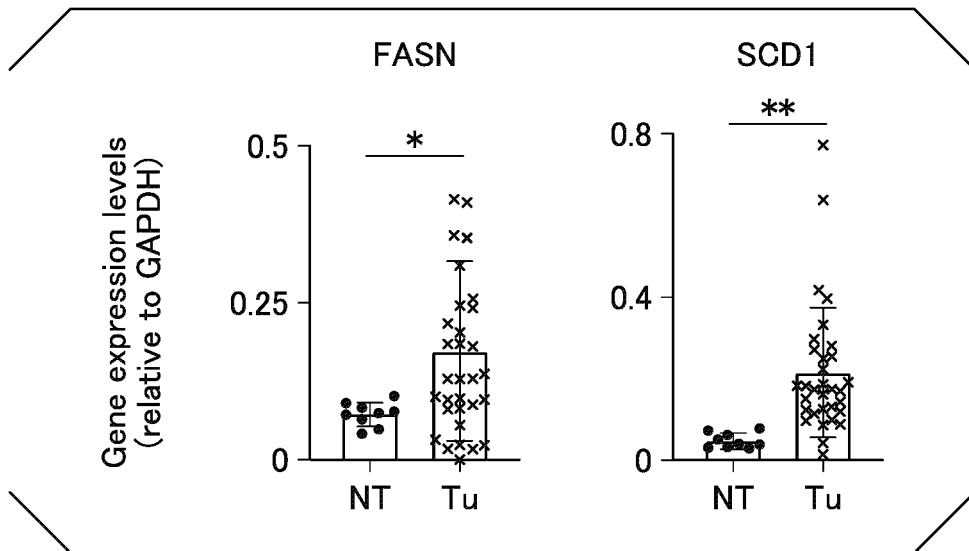 FASN
SCD1
Gene expression levels
(relative to GAPDH)
*
**
0.5
0.25
0
0.8
0.4
0
NT
Tu
NT
Tu